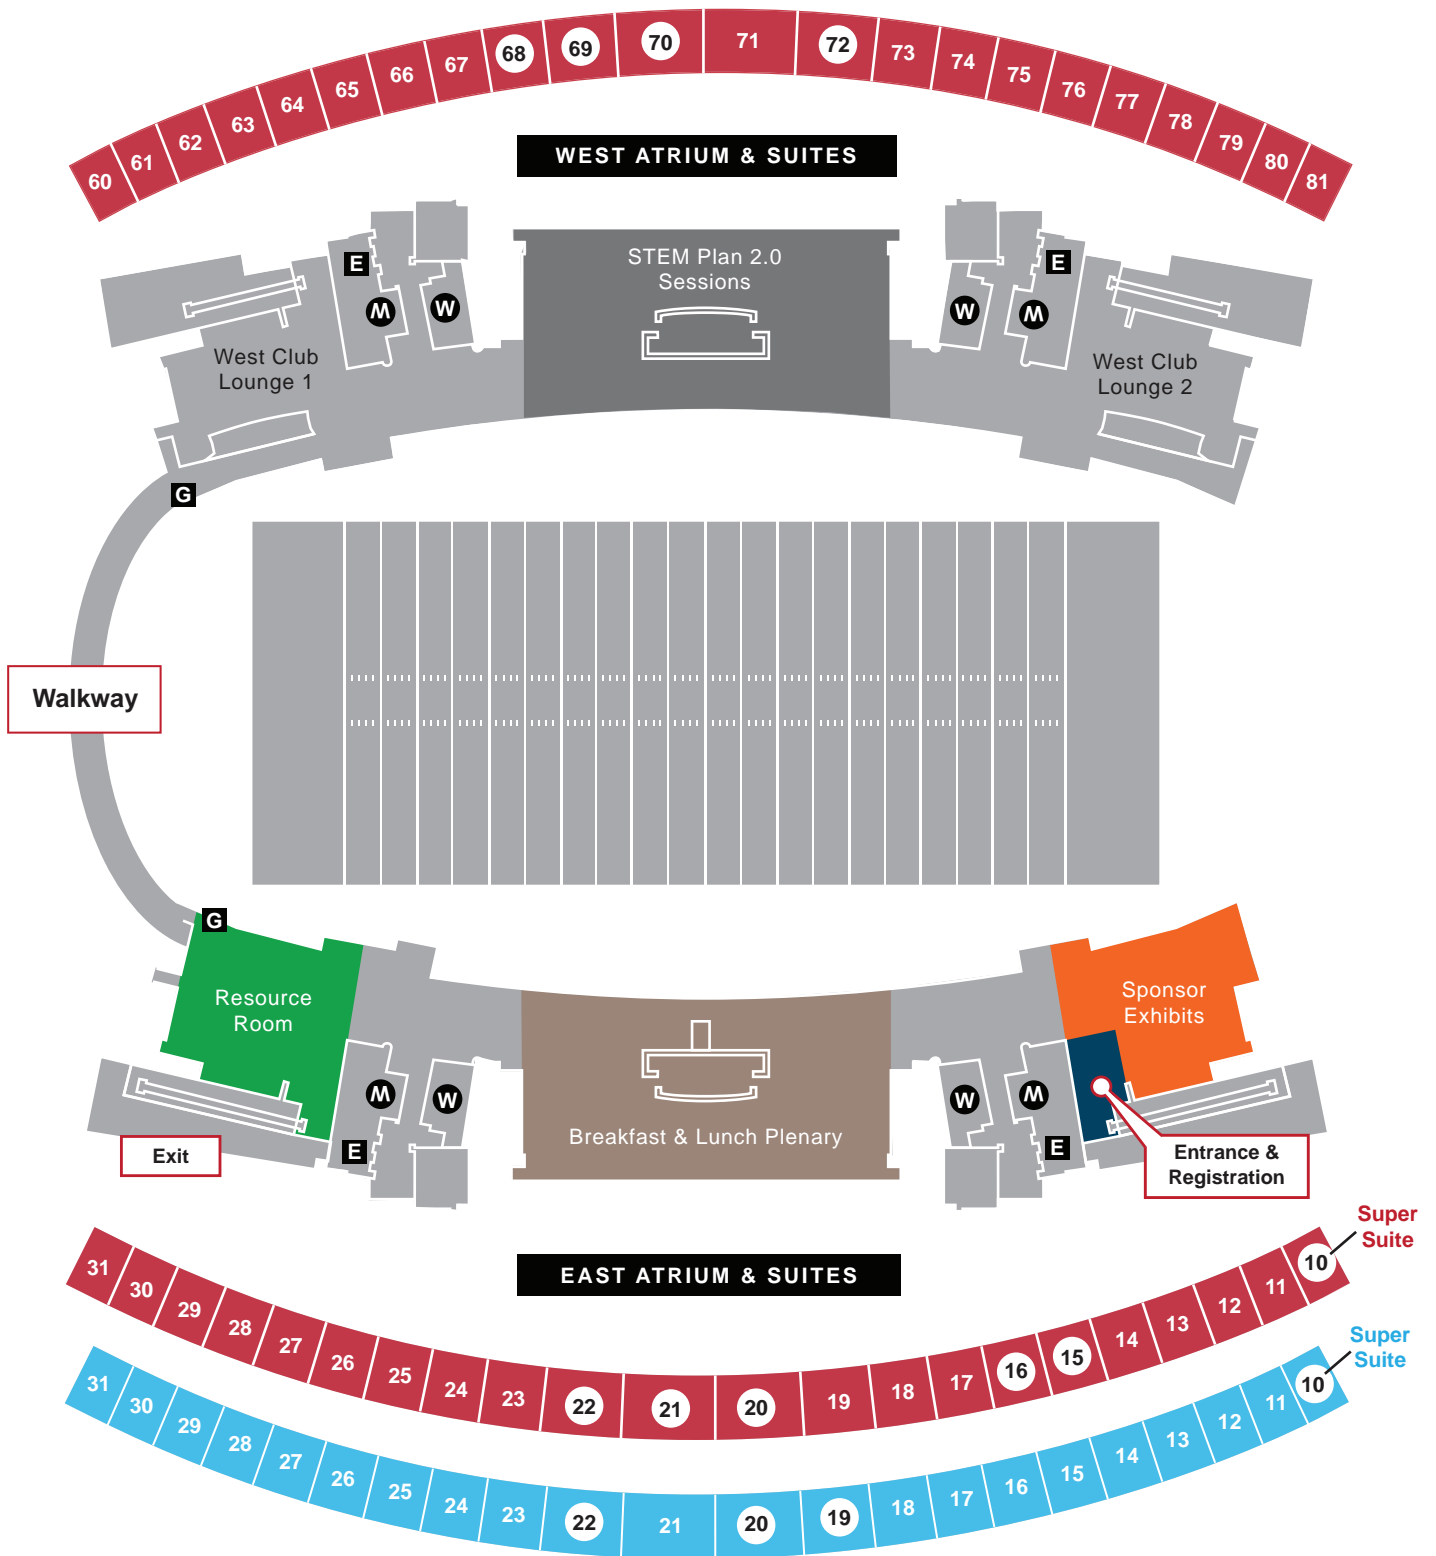 60 61 62 63 64 65 66 67 68 69 70 71 72 73 74 75 76 77 78 79 80 81
WEST ATRIUM & SUITES
STEM Plan 2.0
Sessions
E
E
W
W
W
W
West Club
Lounge 1
West Club
Lounge 2
G
Walkway
G
Resource
Room
Sponsor
Exhibits
W
W
W
W
Breakfast & Lunch Plenary
E
E
Exit
Entrance &
Registration
Super
Suite
EAST ATRIUM & SUITES
31 30 29 28 27 26 25 24 23 22 21 20 19 18 17 16 15 14 13 12 11 10
Super
Suite
31 30 29 28 27 26 25 24 23 22 21 20 19 18 17 16 15 14 13 12 11 10